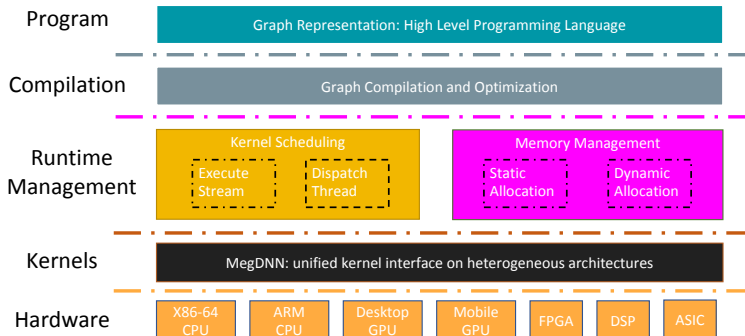 Program
Graph Representation: High Level Programming Language
Compilation
Graph Compilation and Optimization
Runtime
Management
Kernel Scheduling
Execute
Stream
Dispatch
Thread
Memory Management
Static
Allocation
Dynamic
Allocation
Kernels
MegDNN: unified kernel interface on heterogeneous architectures
Hardware
X86-64
CPU
ARM
CPU
Desktop
GPU
Mobile
GPU
FPGA
DSP
ASIC